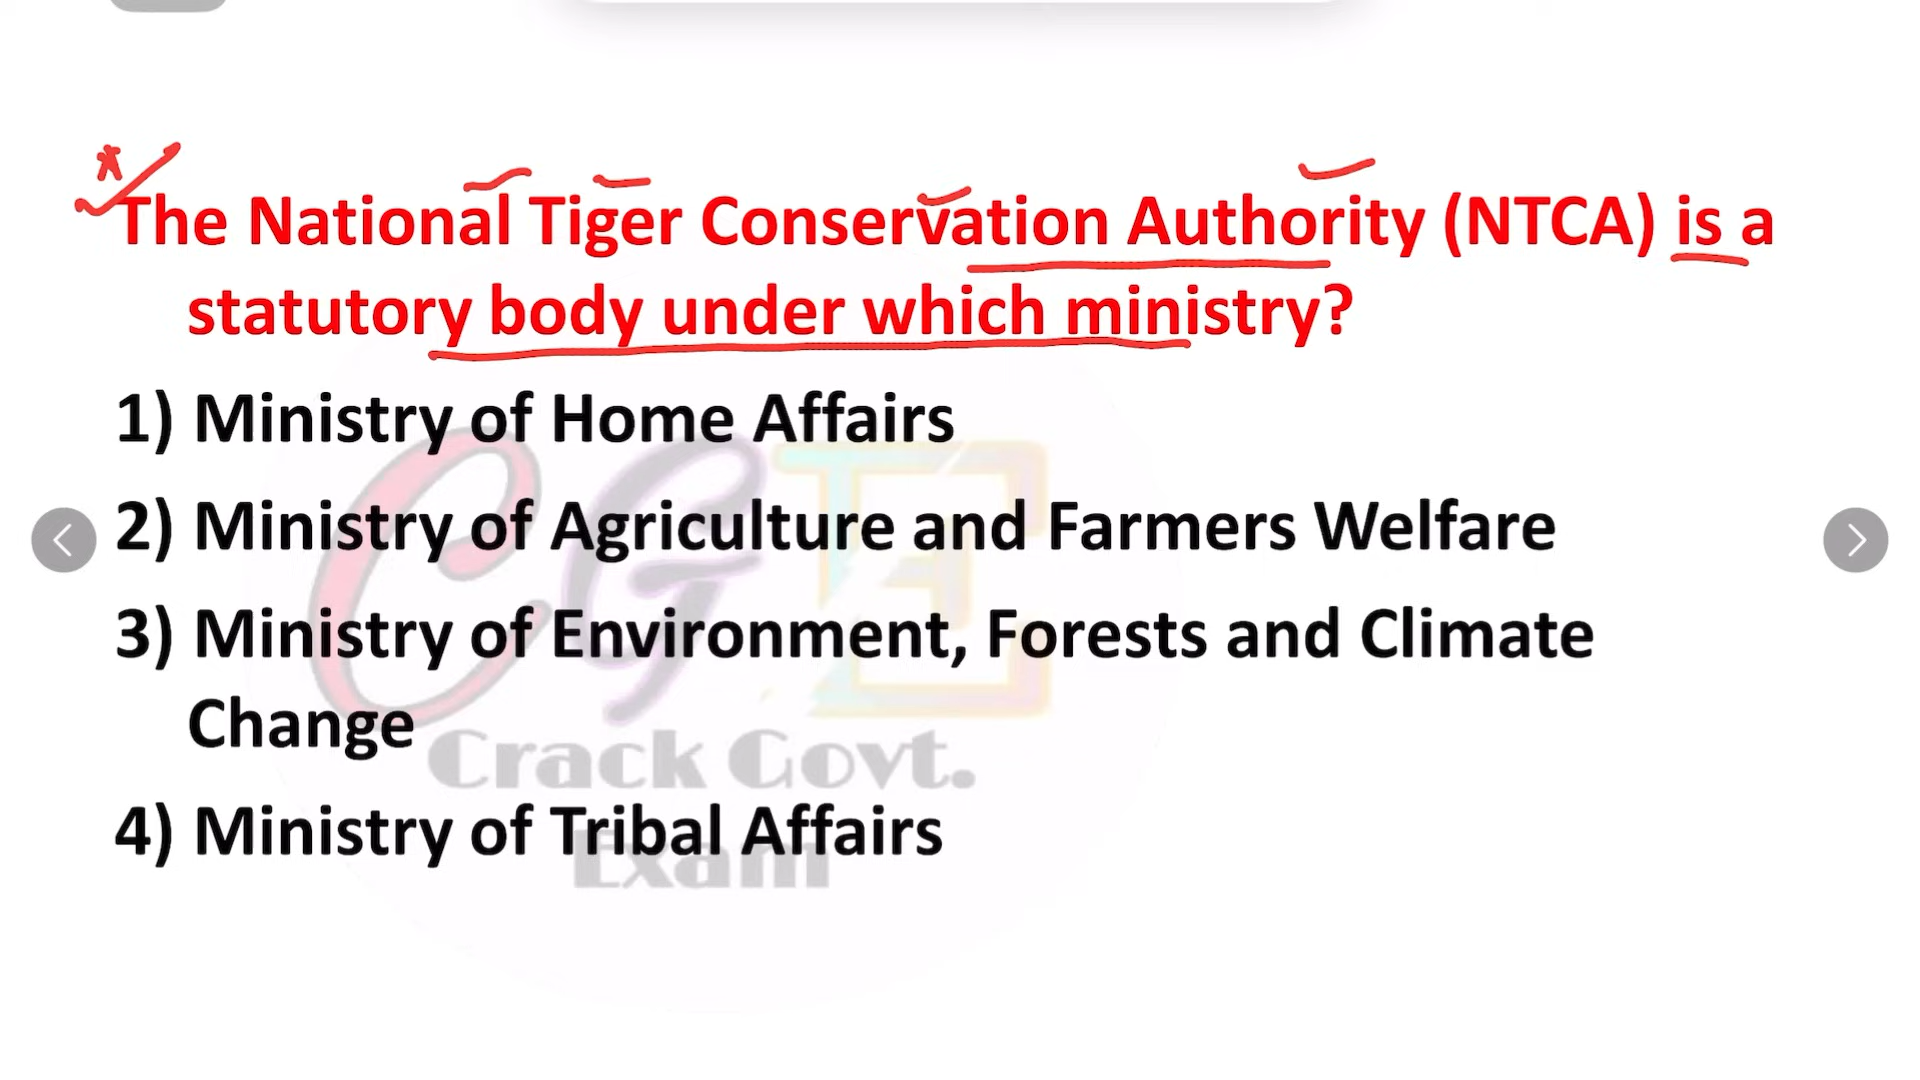 The National Tiger Conservation Authority (NTCA) is a
statutory body under which ministry?
1) Ministry of Home Affairs
2) Ministry of Agriculture and Farmers Welfare
3) Ministry of Environment, Forests and Climate
Change
4) Ministry of Tribal Affairs
CGE
Crack Govt.
Exam